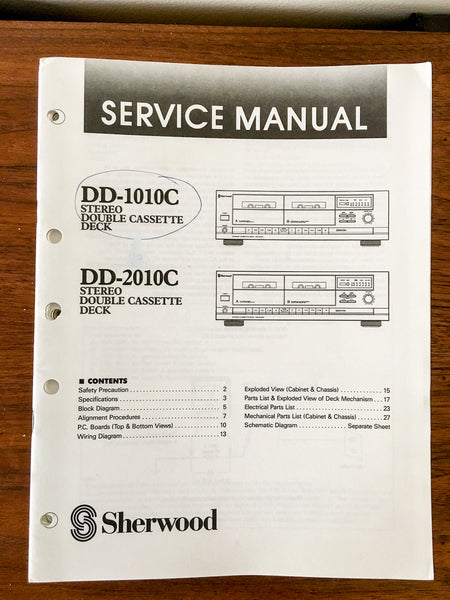 SERVICE MANUAL
DD-1010C
STEREO
DOUBLE CASSETTE
DECK
Sherwood
DD-2010C
STEREO
DOUBLE CASSETTE
DECK
Sherwood
■ CONTENTS
Safety Precaution 2
Specifications 3
Block Diagram 5
Alignment Procedures 7
P.C. Boards (Top & Bottom Views) 10
Wiring Diagram 13
Exploded View (Cabinet & Chassis) 15
Parts List & Exploded View of Deck Mechanism 17
Electrical Parts List 23
Mechanical Parts List (Cabinet & Chassis) 27
Schematic Diagram Separate Sheet
Sherwood